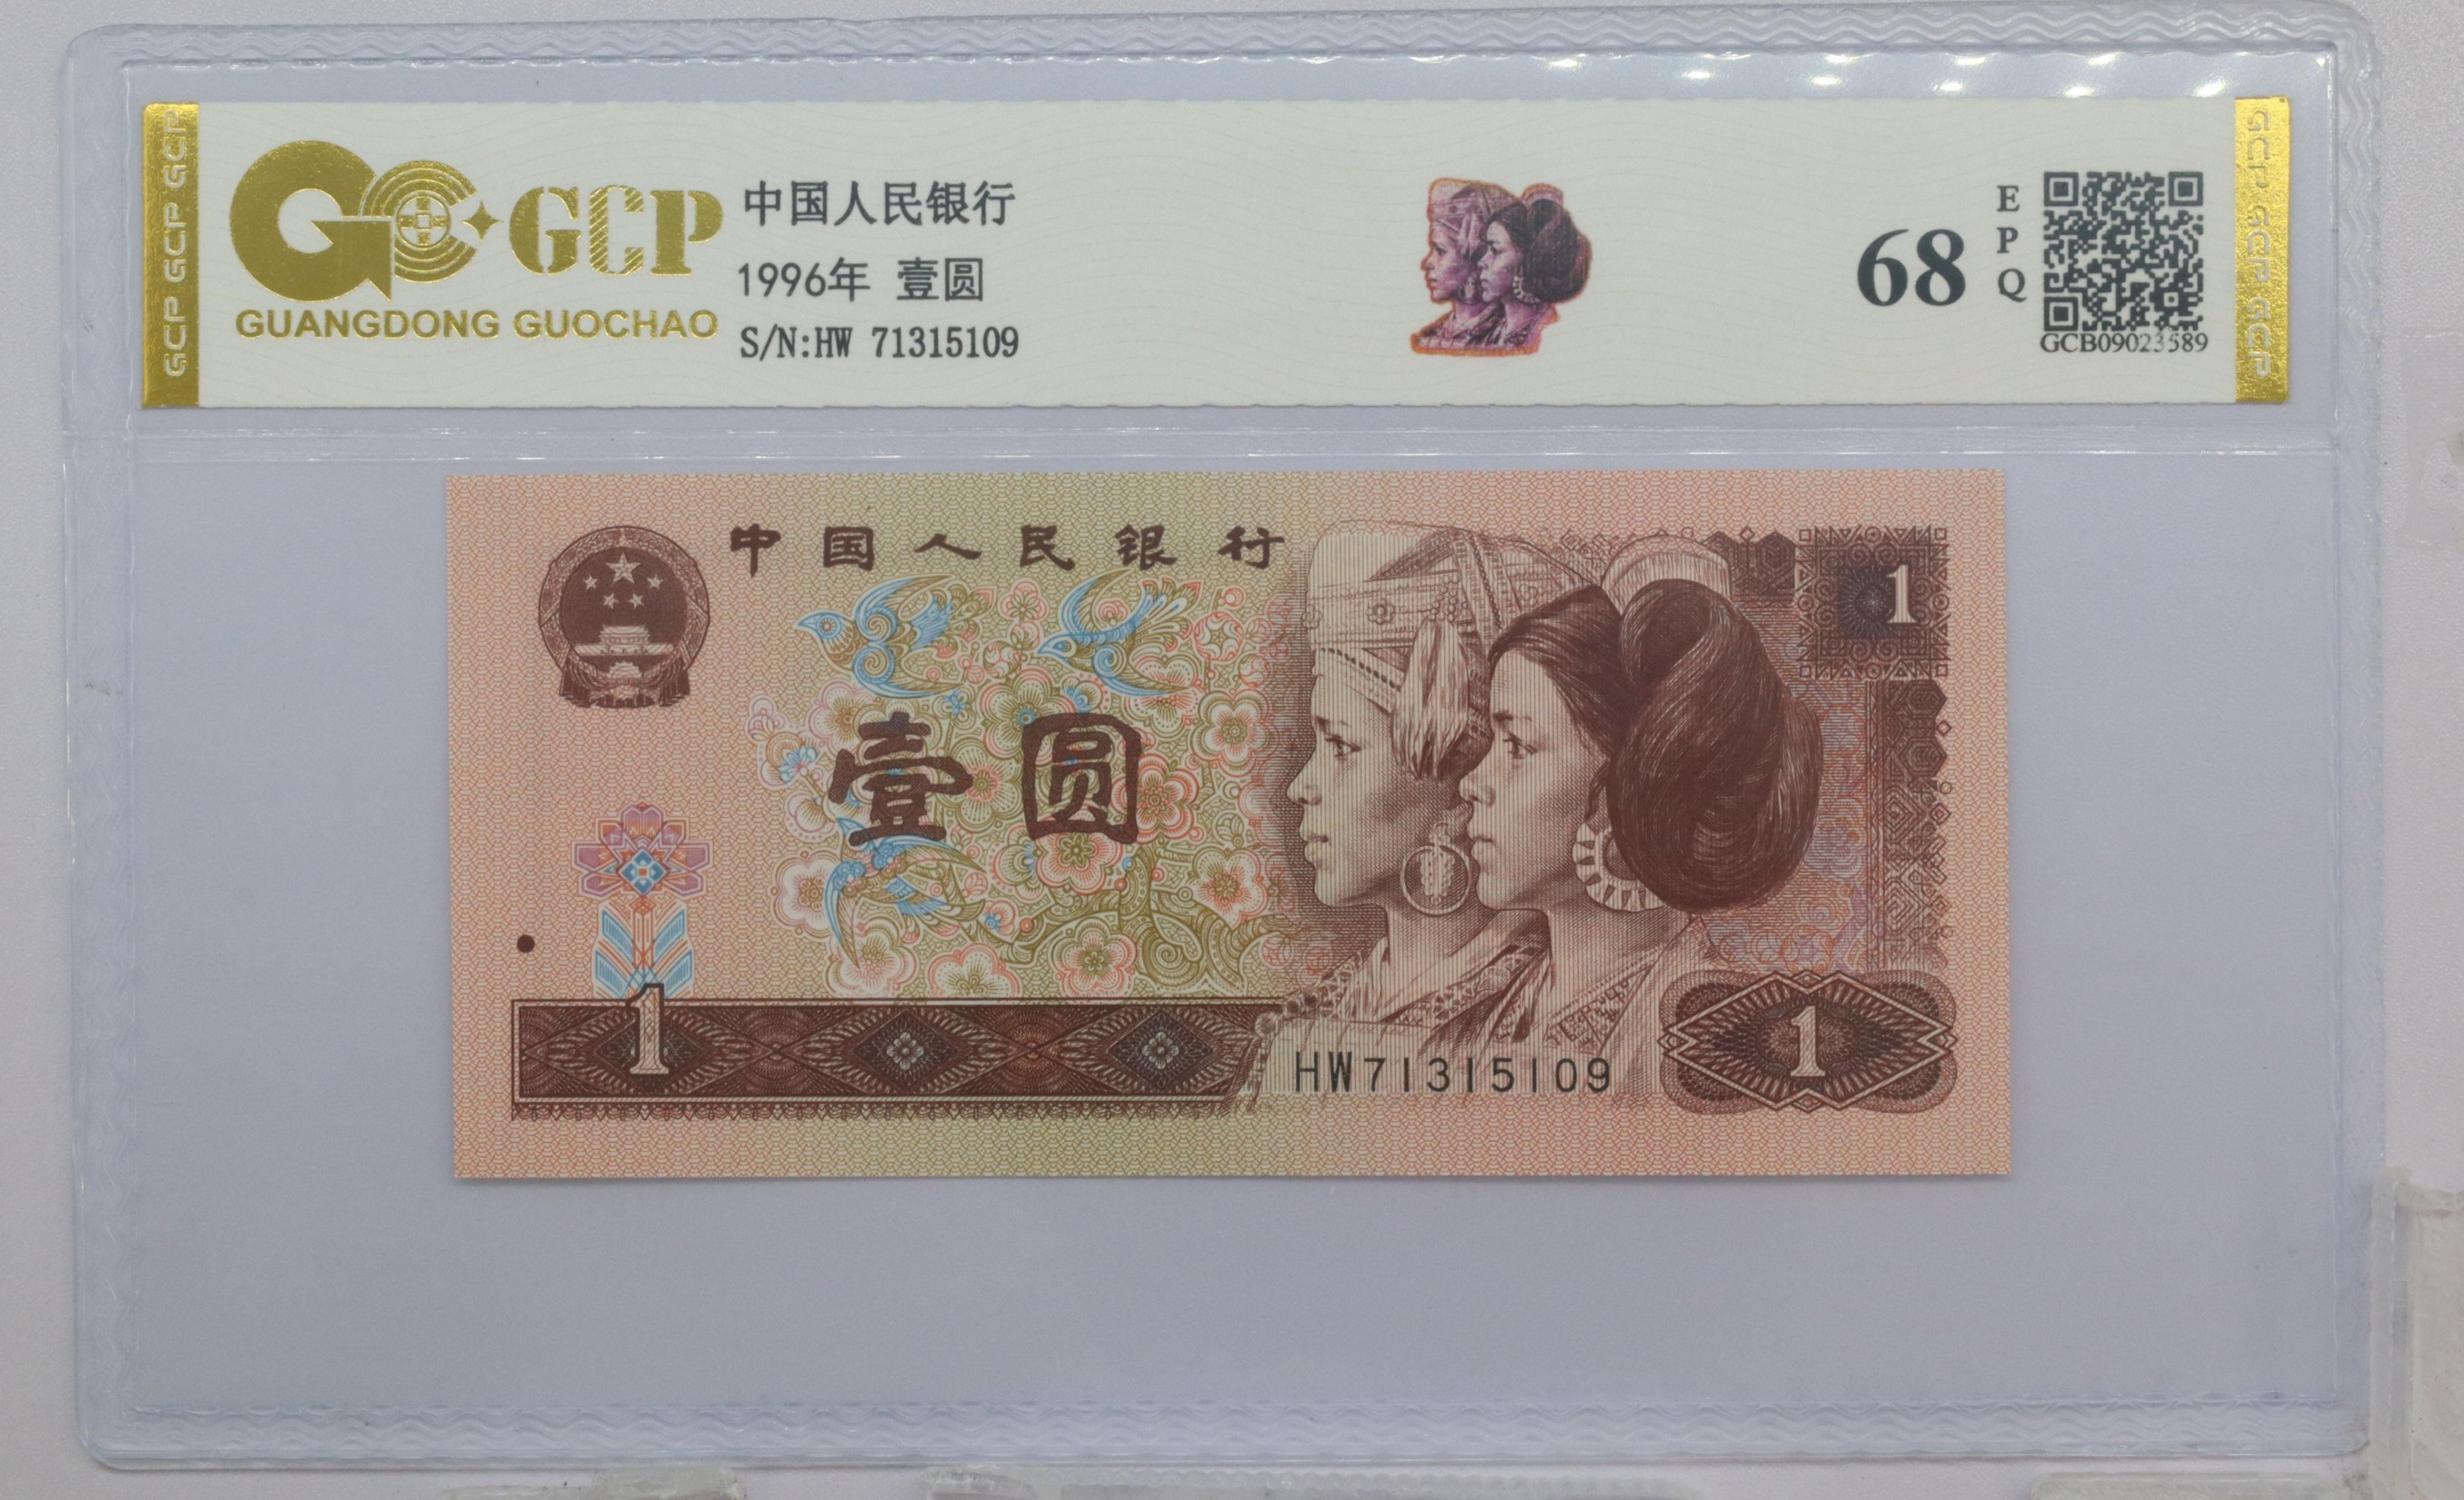 GCP GCP GCP
GCP
GUANGDONG GUOCHAO
中国人民银行
1996年 壹圆
S/N:HW 71315109
68
E
P
Q
GCB09023589
GCP GCP GCP
中国人民银行
1
壹圆
1
HW71315109
1